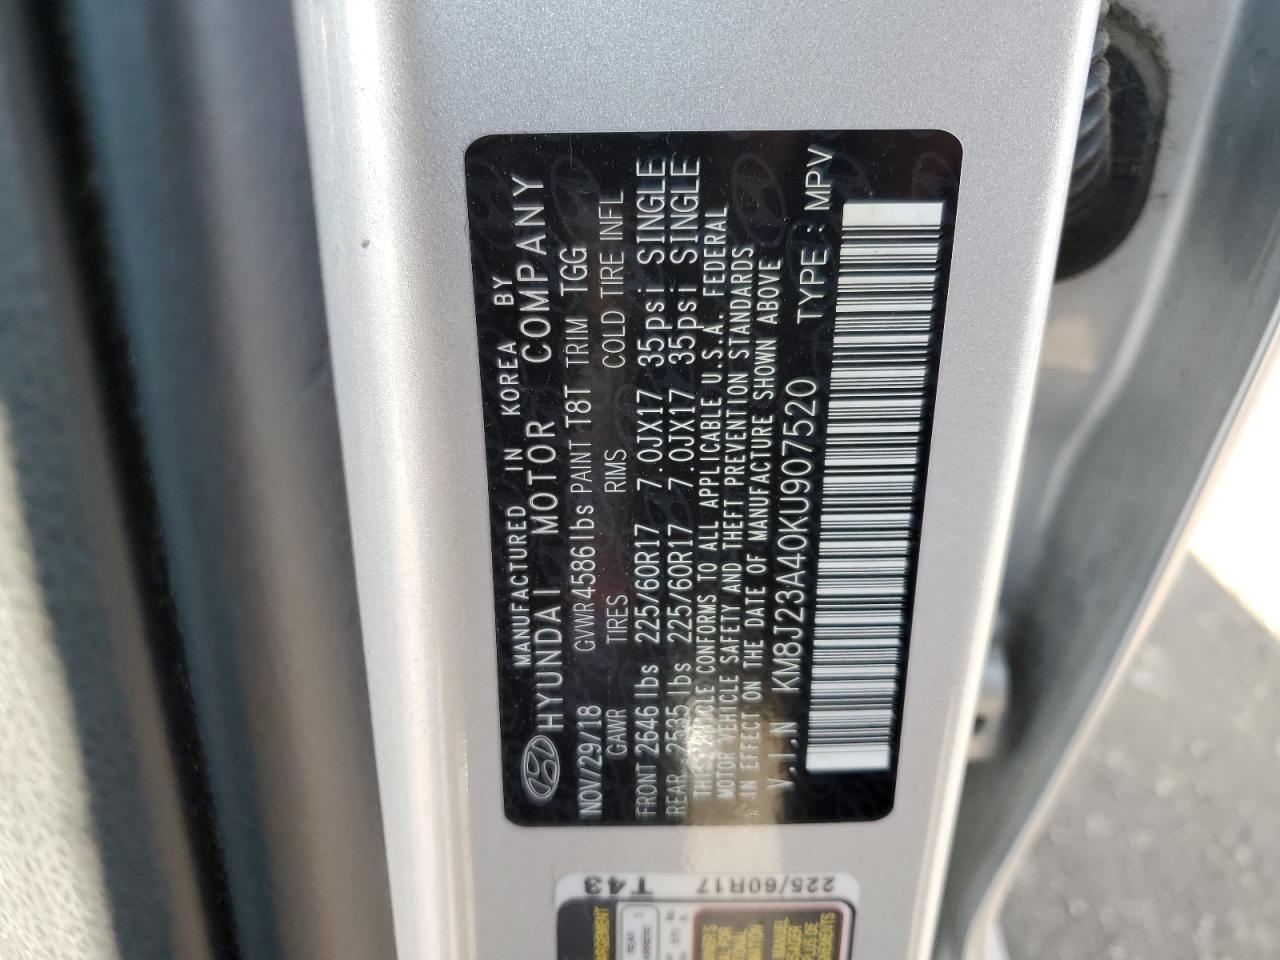 MANUFACTURED IN KOREA BY
HYUNDAI MOTOR COMPANY
NOV/29/18 GVWR 4586lbs PAINT T8T TRIM TGG
GAWR TIRES RIMS COLD TIRE INFL
FRONT 2646lbs 225/60R17 7.0JX17 35psi SINGLE
REAR 2535lbs 225/60R17 7.0JX17 35psi SINGLE
THIS VEHICLE CONFORMS TO ALL APPLICABLE U.S.A. FEDERAL
MOTOR VEHICLE SAFETY AND THEFT PREVENTION STANDARDS
IN EFFECT ON THE DATE OF MANUFACTURE SHOWN ABOVE
V.I.N KM8J23A40KU907520 TYPE : MPV
T43
225/60R17